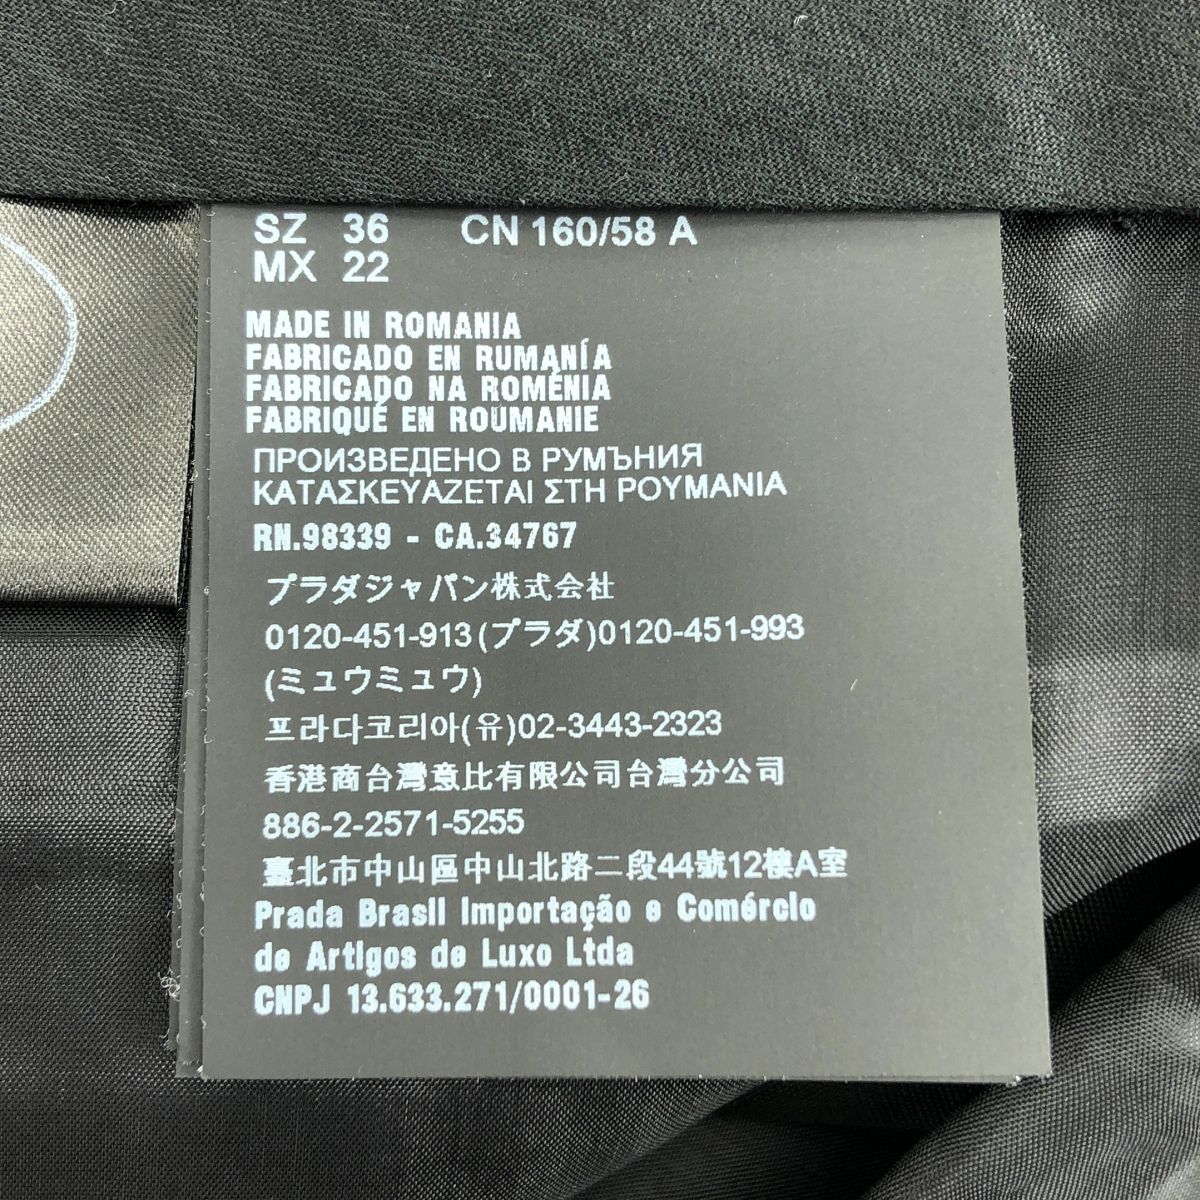 SZ 36 CN 160/58 A
MX 22
MADE IN ROMANIA
FABRICADO EN RUMANÍA
FABRICADO NA ROMÉNIA
FABRIQUÉ EN ROUMANIE
ПРОИЗВЕДЕНО В РУМЪНИЯ
ΚΑΤΑΣΚΕΥΑΖΕΤΑΙ ΣΤΗ ΡΟΥΜΑΝΙΑ
RN.98339 - CA.34767
プラダジャパン株式会社
0120-451-913(プラダ)0120-451-993
(ミュウミュウ)
프라다코리아(유)02-3443-2323
香港商台灣意比有限公司台灣分公司
886-2-2571-5255
臺北市中山區中山北路二段44號12樓A室
Prada Brasil Importação e Comércio
de Artigos de Luxo Ltda
CNPJ 13.633.271/0001-26